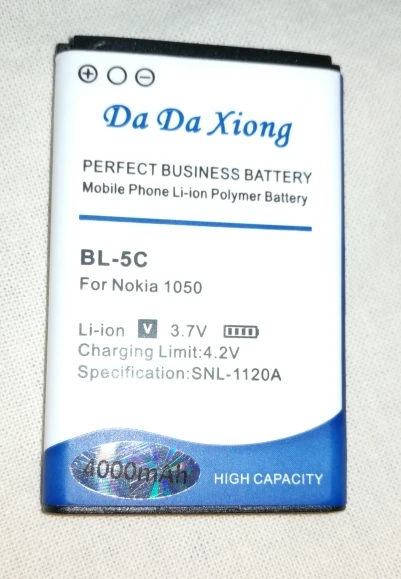 Da Da Xiong
PERFECT BUSINESS BATTERY
Mobile Phone Li-ion Polymer Battery
BL-5C
For Nokia 1050
Li-ion V 3.7V
Charging Limit:4.2V
Specification:SNL-1120A
4000mAh
HIGH CAPACITY